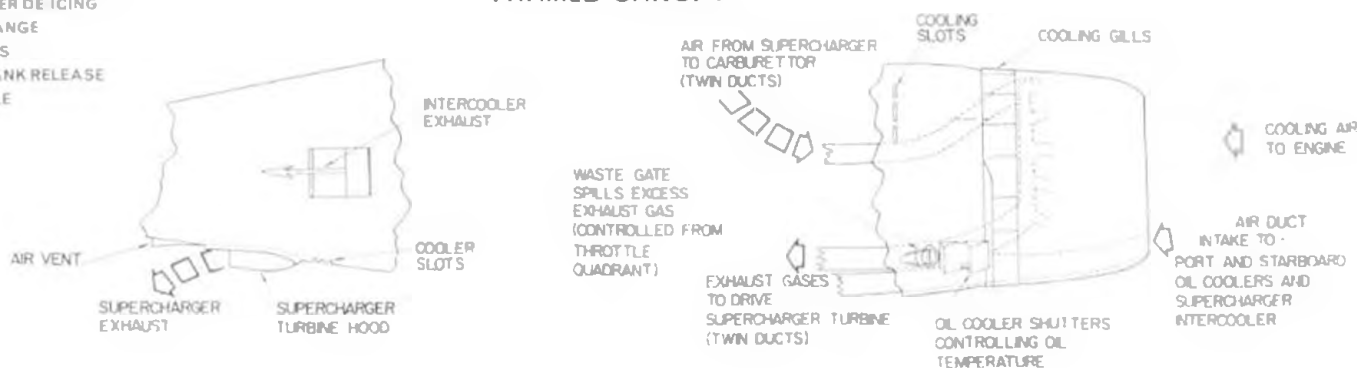 ER DE ICING
ANGE
S
ANK RELEASE
LE
INTERCOOLER
EXHAUST
AIR VENT
COOLER
SLOTS
SUPERCHARGER
EXHAUST
SUPERCHARGER
TURBINE HOOD
AIR FROM SUPERCHARGER
TO CARBURETTOR
(TWIN DUCTS)
COOLING
SLOTS
COOLING GILLS
COOLING AIR
TO ENGINE
WASTE GATE
SPILLS EXCESS
EXHAUST GAS
(CONTROLLED FROM
THROTTLE
QUADRANT)
EXHAUST GASES
TO DRIVE
SUPERCHARGER TURBINE
(TWIN DUCTS)
AIR DUCT
INTAKE TO
PORT AND STARBOARD
OIL COOLERS AND
SUPERCHARGER
INTERCOOLER
OIL COOLER SHUTTERS
CONTROLLING OIL
TEMPERATURE